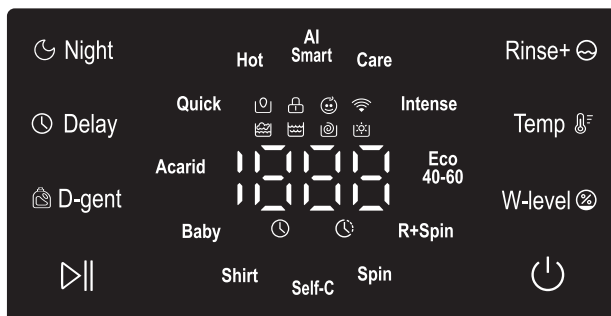 Night
AI
Smart
Hot
Care
Rinse+
Quick
Intense
Delay
Temp
Acarid
1888
Eco
40-60
D-gent
W-level
Baby
R+Spin
Shirt
Self-C
Spin